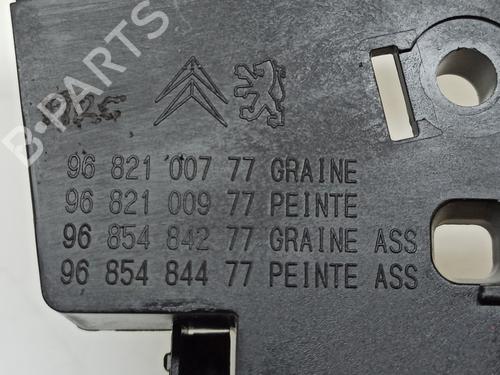 B-PARTS
96 821 007 77 GRAINE
96 821 009 77 PEINTE
96 854 842 77 GRAINE ASS
96 854 844 77 PEINTE ASS